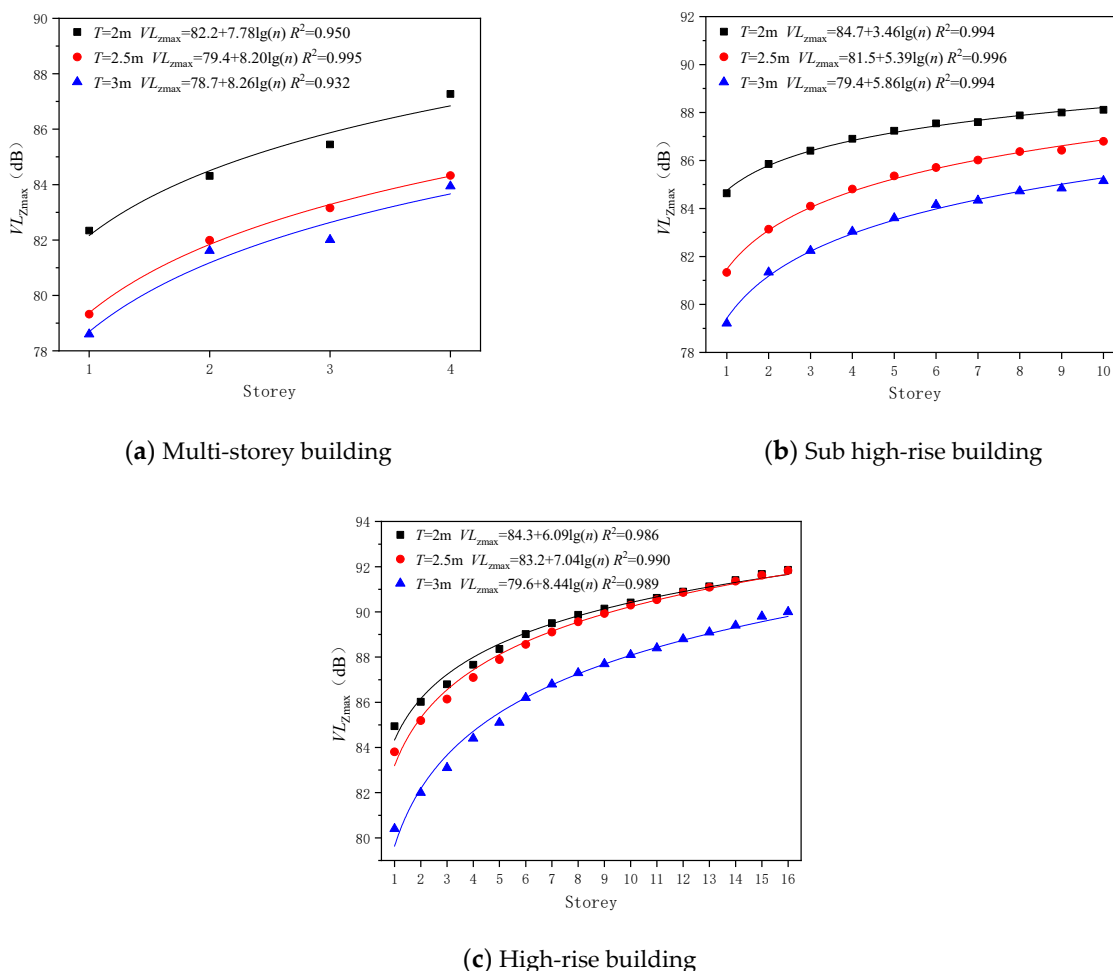 T=2m VLzmax=82.2+7.78lg(n) R²=0.950
T=2.5m VLzmax=79.4+8.20lg(n) R²=0.995
T=3m VLzmax=78.7+8.26lg(n) R²=0.932
90
88
86
84
82
80
78
VLZmax（dB）
1 2 3 4
Storey
(a) Multi-storey building
T=2m VLzmax=84.7+3.46lg(n) R²=0.994
T=2.5m VLzmax=81.5+5.39lg(n) R²=0.996
T=3m VLzmax=79.4+5.86lg(n) R²=0.994
92
90
88
86
84
82
80
78
VLZmax（dB）
1 2 3 4 5 6 7 8 9 10
Storey
(b) Sub high-rise building
T=2m VLzmax=84.3+6.09lg(n) R²=0.986
T=2.5m VLzmax=83.2+7.04lg(n) R²=0.990
T=3m VLzmax=79.6+8.44lg(n) R²=0.989
94
92
90
88
86
84
82
80
VLZmax（dB）
1 2 3 4 5 6 7 8 9 10 11 12 13 14 15 16
Storey
(c) High-rise building